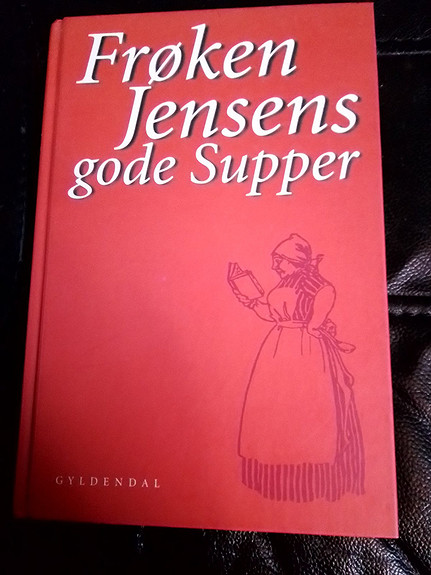 Frøken
Jensens
gode Supper
GYLDENDAL